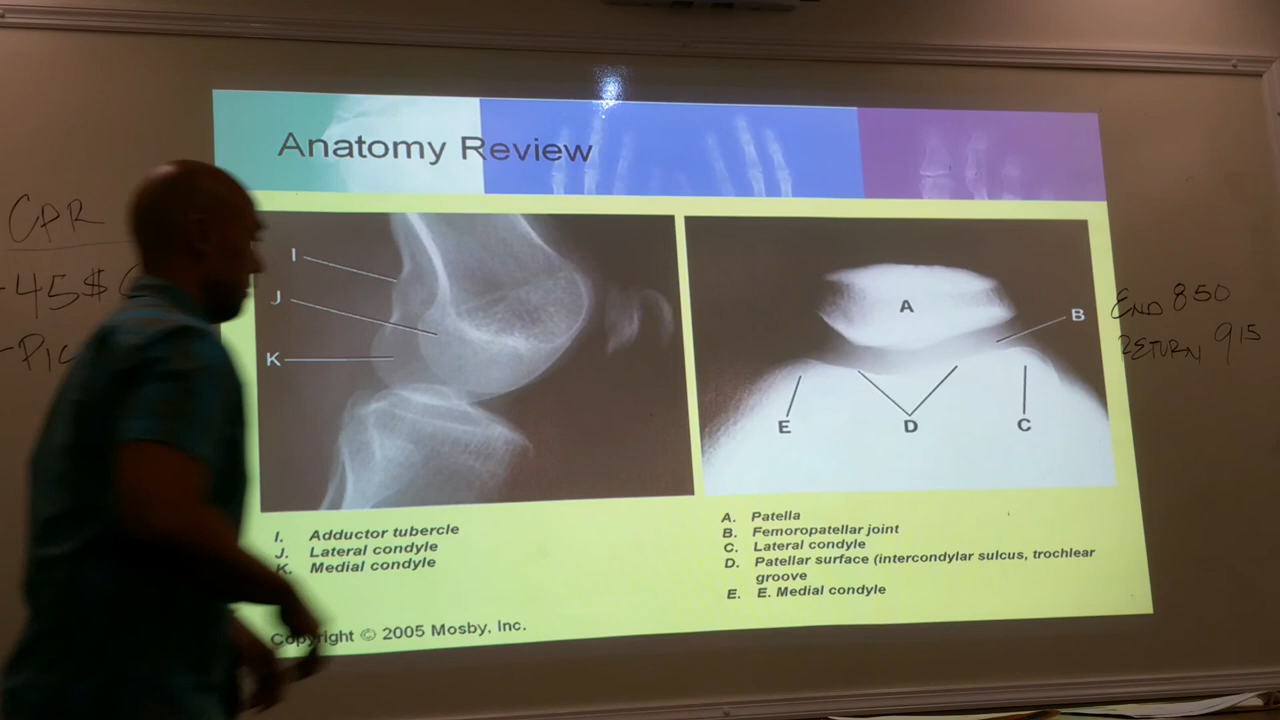 Anatomy Review
CPR
-45$
-PIC
I
J
K
A
B
E
D
C
END 850
RETURN 915
I. Adductor tubercle
J. Lateral condyle
K. Medial condyle
A. Patella
B. Femoropatellar joint
C. Lateral condyle
D. Patellar surface (intercondylar sulcus, trochlear
groove
E. E. Medial condyle
Copyright © 2005 Mosby, Inc.